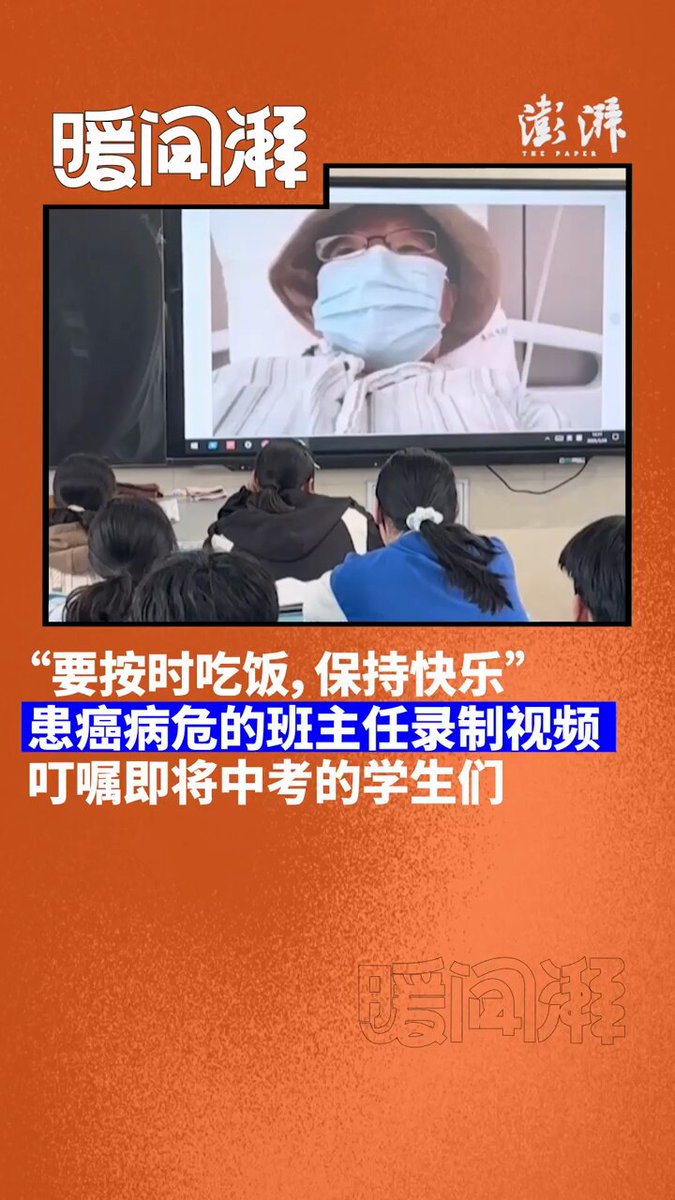 暖闻湃
澎湃
THE PAPER
“要按时吃饭，保持快乐”
患癌病危的班主任录制视频
叮嘱即将中考的学生们
暖闻湃